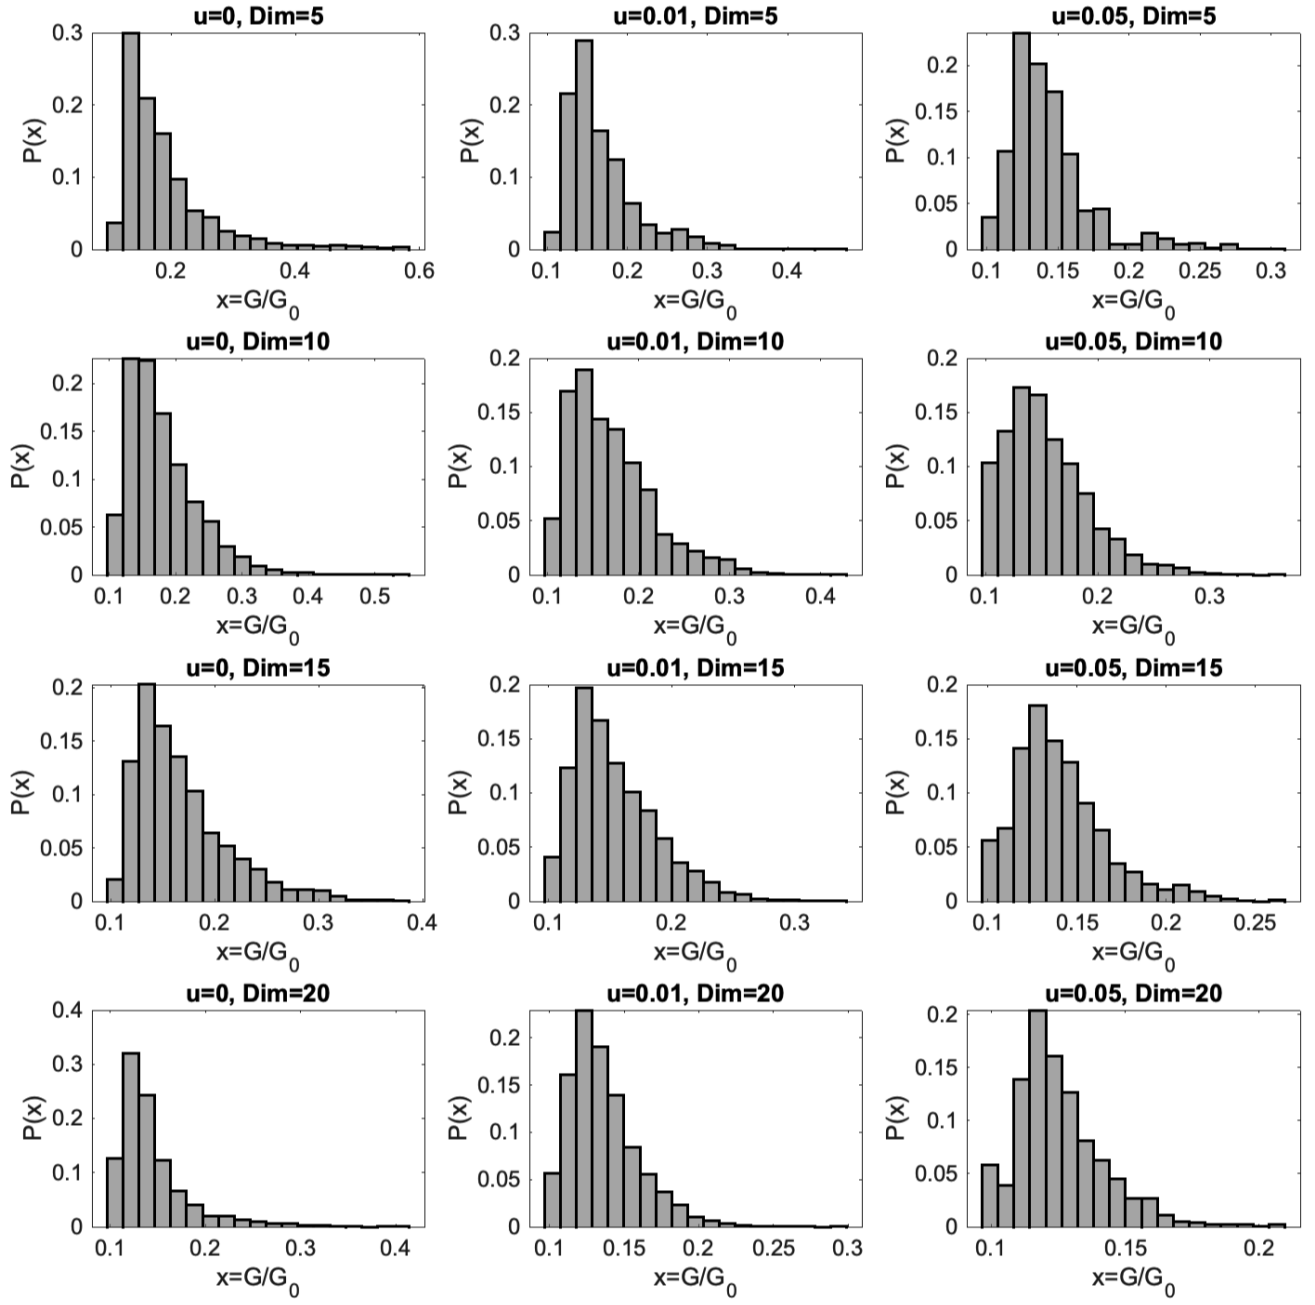 u=0, Dim=5
0.3
0.2
0.1
0
P(x)
0.2 0.4 0.6
x=G/G0
u=0.01, Dim=5
0.3
0.2
0.1
0
P(x)
0.1 0.2 0.3 0.4
x=G/G0
u=0.05, Dim=5
0.2
0.15
0.1
0.05
0
P(x)
0.1 0.15 0.2 0.25 0.3
x=G/G0
u=0, Dim=10
0.2
0.15
0.1
0.05
0
P(x)
0.1 0.2 0.3 0.4 0.5
x=G/G0
u=0.01, Dim=10
0.2
0.15
0.1
0.05
0
P(x)
0.1 0.2 0.3 0.4
x=G/G0
u=0.05, Dim=10
0.2
0.15
0.1
0.05
0
P(x)
0.1 0.2 0.3
x=G/G0
u=0, Dim=15
0.2
0.15
0.1
0.05
0
P(x)
0.1 0.2 0.3 0.4
x=G/G0
u=0.01, Dim=15
0.2
0.15
0.1
0.05
0
P(x)
0.1 0.2 0.3
x=G/G0
u=0.05, Dim=15
0.2
0.15
0.1
0.05
0
P(x)
0.1 0.15 0.2 0.25
x=G/G0
u=0, Dim=20
0.4
0.3
0.2
0.1
0
P(x)
0.1 0.2 0.3 0.4
x=G/G0
u=0.01, Dim=20
0.2
0.15
0.1
0.05
0
P(x)
0.1 0.15 0.2 0.25 0.3
x=G/G0
u=0.05, Dim=20
0.2
0.15
0.1
0.05
0
P(x)
0.1 0.15 0.2
x=G/G0